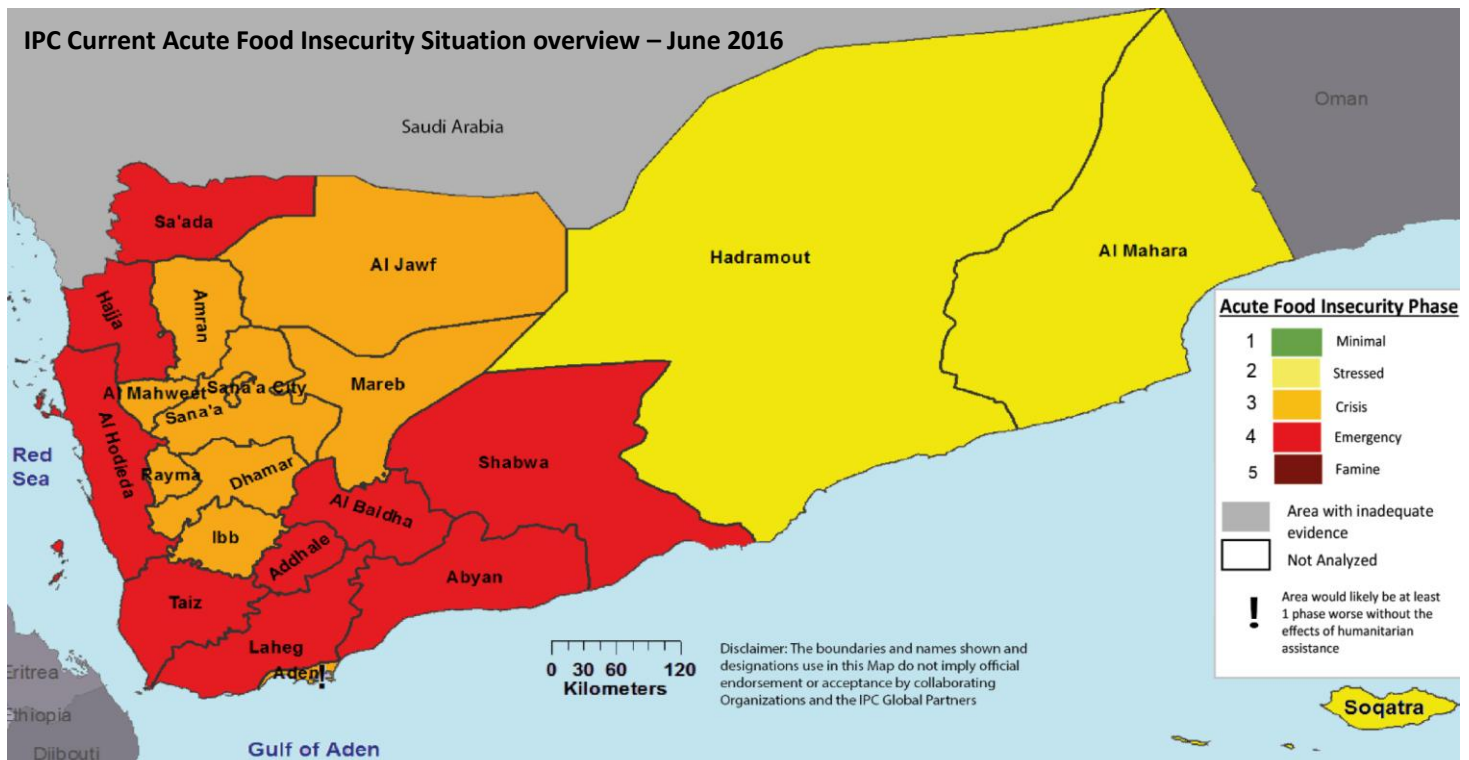 IPC Current Acute Food Insecurity Situation overview – June 2016
Oman
Saudi Arabia
Sa'ada
Al Jawf
Hadramout
Al Mahara
Hajja
Amran
Al Mahweet
Sana'a City
Sana'a
Mareb
Al Hodieda
Red
Sea
Rayma
Dhamar
Shabwa
Al Baidha
Ibb
Addhale
Abyan
Taiz
Laheg
Aden
!
Eritrea
Ethiopia
Djibouti
Gulf of Aden
0 30 60 120
Kilometers
Disclaimer: The boundaries and names shown and
designations use in this Map do not imply official
endorsement or acceptance by collaborating
Organizations and the IPC Global Partners
Acute Food Insecurity Phase
1 Minimal
2 Stressed
3 Crisis
4 Emergency
5 Famine
Area with inadequate
evidence
Not Analyzed
! Area would likely be at least
1 phase worse without the
effects of humanitarian
assistance
Soqatra